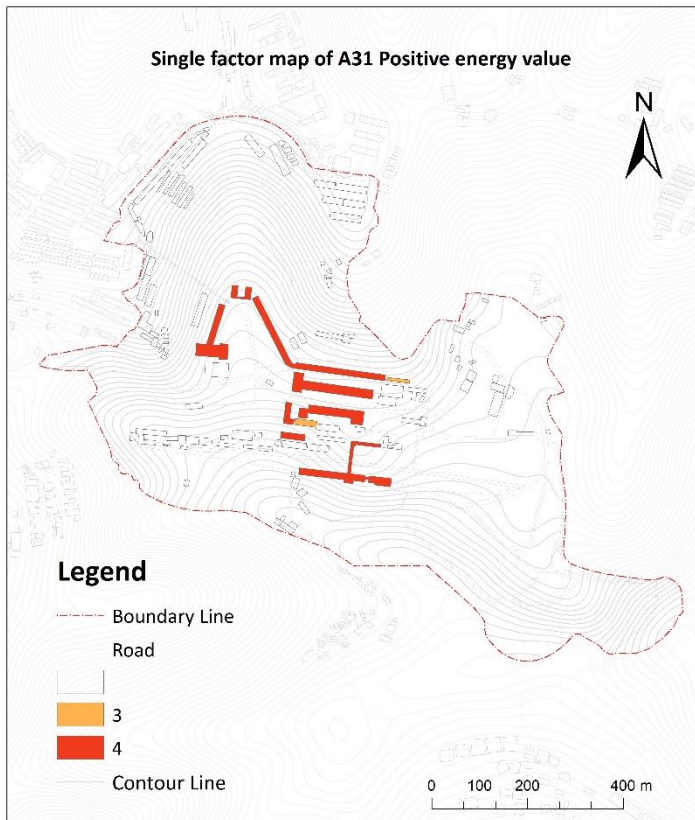 Single factor map of A31 Positive energy value
N
Legend
Boundary Line
Road
3
4
Contour Line
0 100 200 400 m